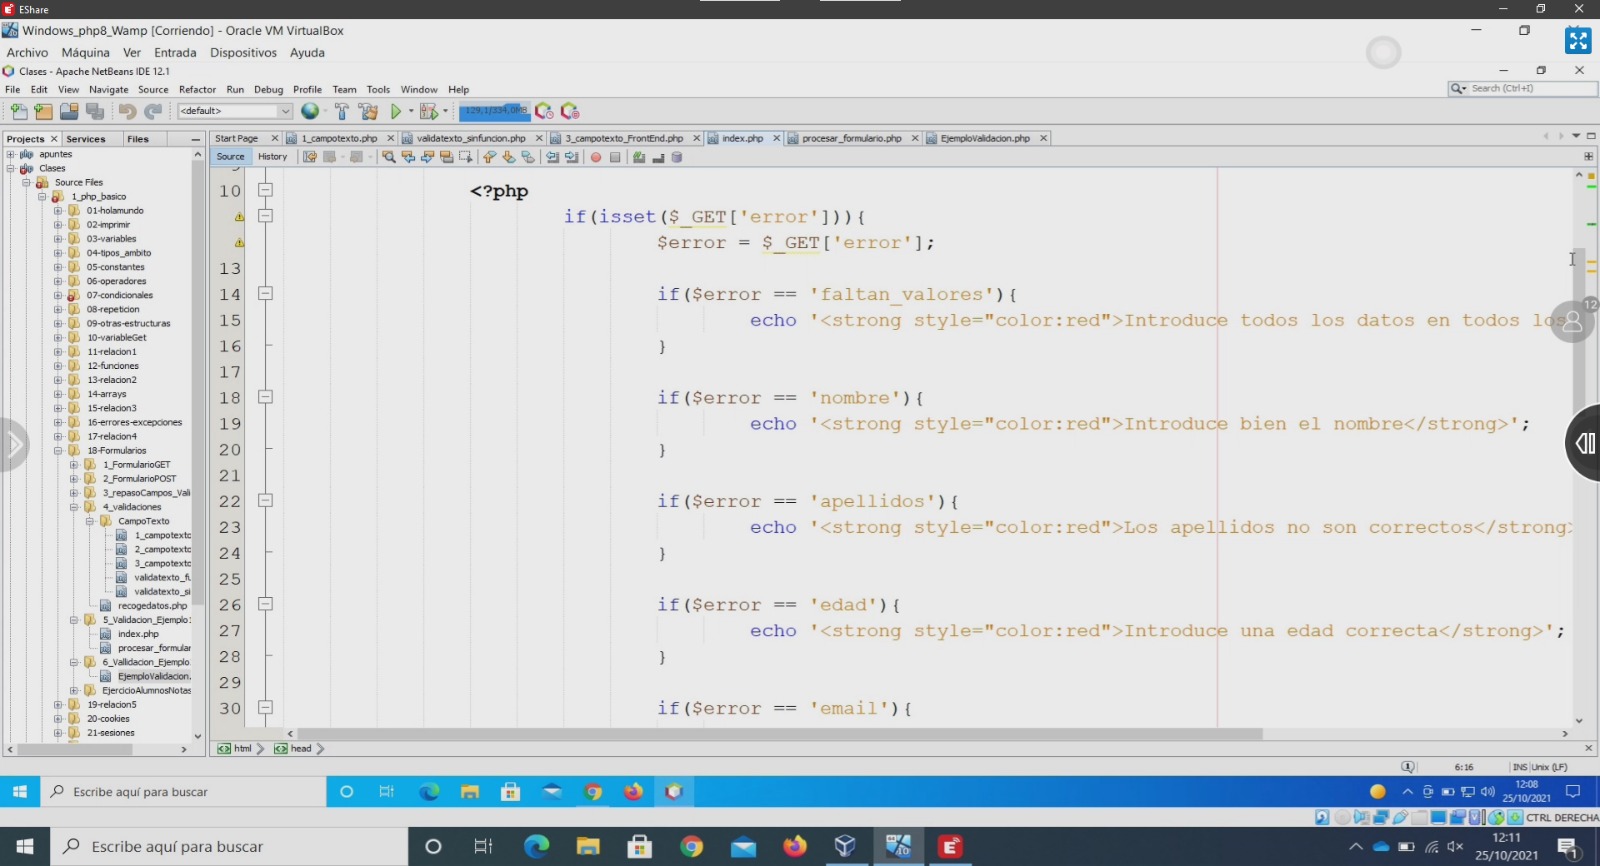 EShare
Windows_php8_Wamp [Corriendo] - Oracle VM VirtualBox
Archivo Máquina Ver Entrada Dispositivos Ayuda
Clases - Apache NetBeans IDE 12.1
File Edit View Navigate Source Refactor Run Debug Profile Team Tools Window Help
Search (Ctrl+I)
<default>
129,1/334,0MB
Projects Services Files
Start Page 1_campotexto.php validatexto_sinfuncion.php 3_campotexto_FrontEnd.php index.php procesar_formulario.php EjemploValidacion.php
Source History
apuntes
Clases
Source Files
1_php_basico
01-holamundo
02-imprimir
03-variables
04-tipos_ambito
05-constantes
06-operadores
07-condicionales
08-repeticion
09-otras-estructuras
10-variableGet
11-relacion1
12-funciones
13-relacion2
14-arrays
15-relacion3
16-errores-excepciones
17-relacion4
18-Formularios
1_FormularioGET
2_FormularioPOST
3_repasoCampos_Vali
4_validaciones
CampoTexto
1_campotexto
2_campotexto
3_campotexto
validatexto_fu
validatexto_si
recogedatos.php
5_Validacion_Ejemplo1
index.php
procesar_formular
6_Vallidacion_Ejemplo
EjemploValidacion.
EjercicioAlumnosNotas
19-relacion5
20-cookies
21-sesiones
10 <?php
if(isset($_GET['error'])){
$error = $_GET['error'];
13
14 if($error == 'faltan_valores'){
15 echo '<strong style="color:red">Introduce todos los datos en todos los
16 }
17
18 if($error == 'nombre'){
19 echo '<strong style="color:red">Introduce bien el nombre</strong>';
20 }
21
22 if($error == 'apellidos'){
23 echo '<strong style="color:red">Los apellidos no son correctos</strong>
24 }
25
26 if($error == 'edad'){
27 echo '<strong style="color:red">Introduce una edad correcta</strong>';
28 }
29
30 if($error == 'email'){
12
html head
6:16 INS Unix (LF)
Escribe aquí para buscar
12:08
25/10/2021
CTRL DERECHA
Escribe aquí para buscar
12:11
25/10/2021
1